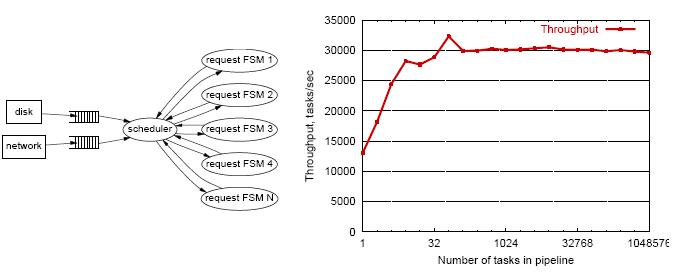 disk
network
scheduler
request FSM 1
request FSM 2
request FSM 3
request FSM 4
request FSM N
Throughput, tasks/sec
35000
30000
25000
20000
15000
10000
5000
0
Throughput
1
32
1024
32768
1048576
Number of tasks in pipeline